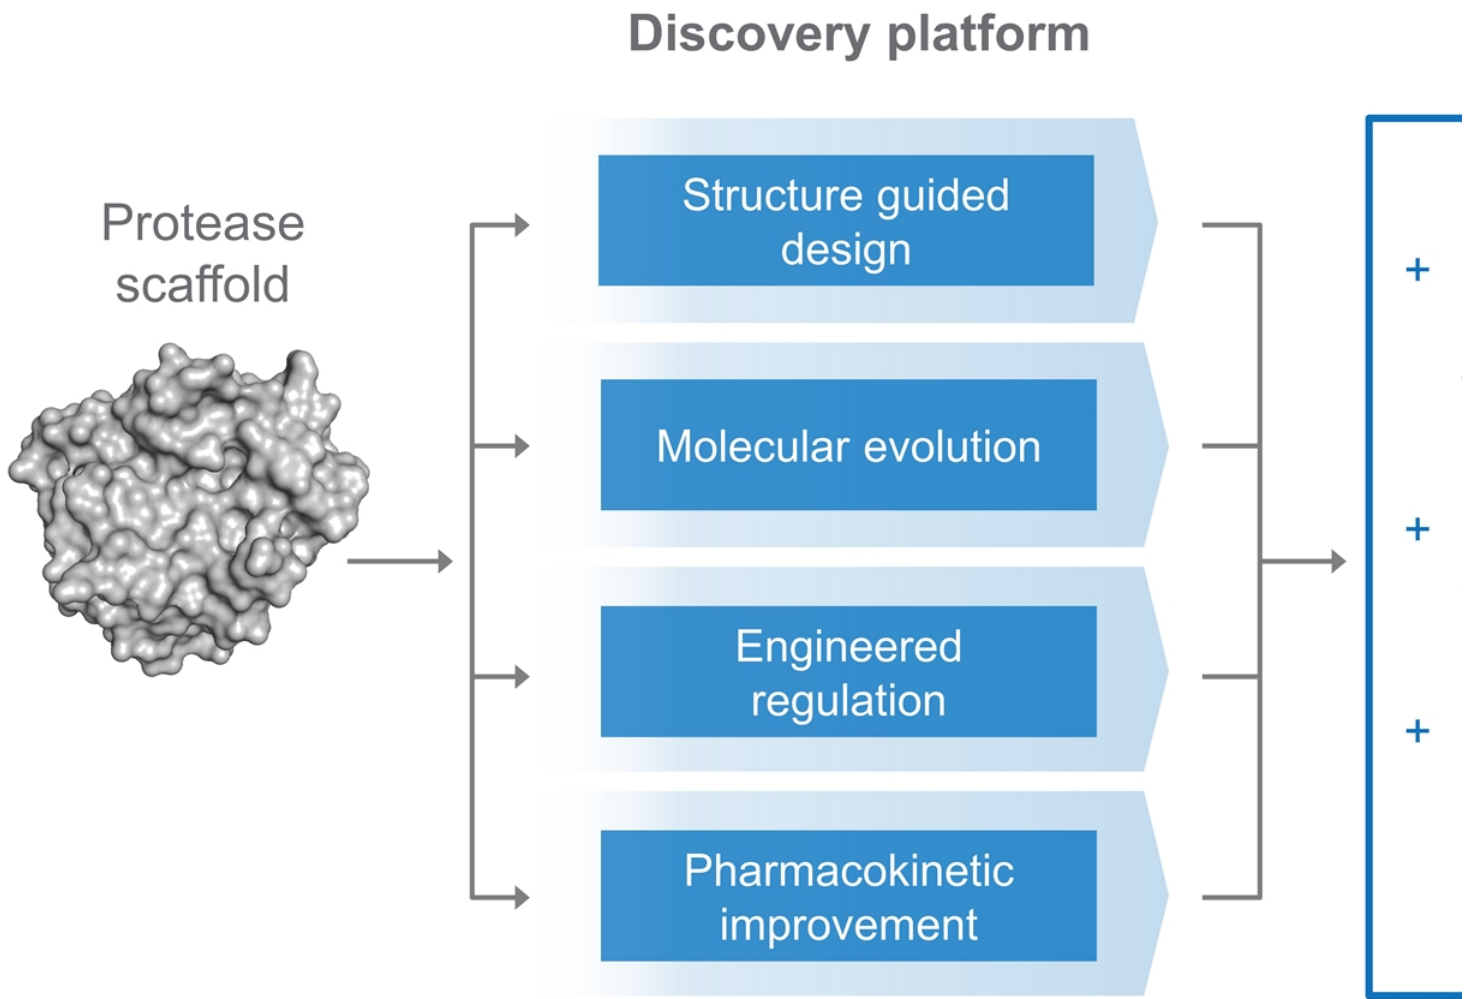 Discovery platform
Protease
scaffold
Structure guided
design
Molecular evolution
Engineered
regulation
Pharmacokinetic
improvement
+
+
+